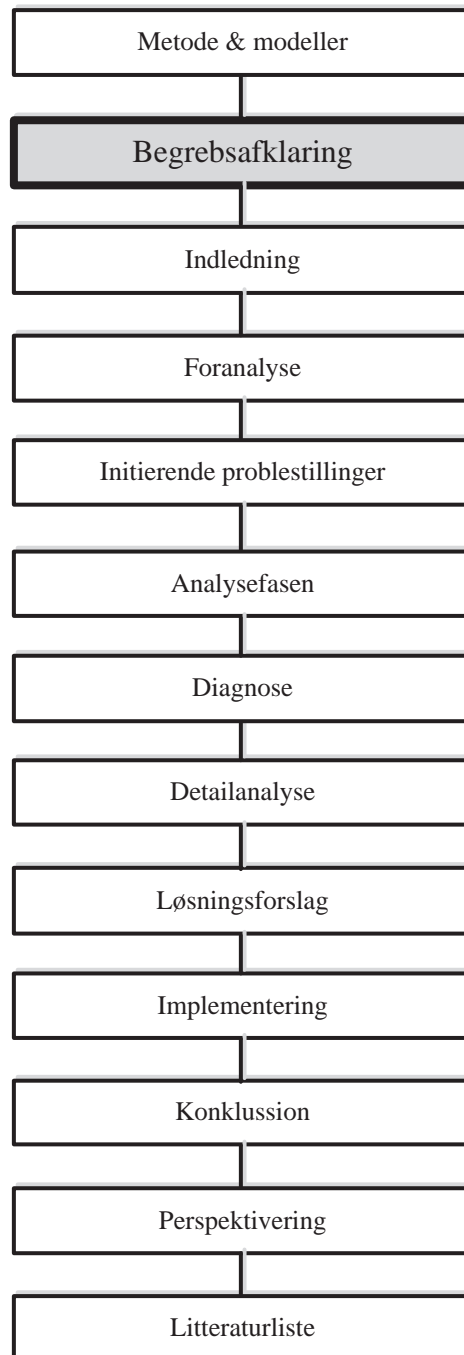 Metode & modeller
Begrebsafklaring
Indledning
Foranalyse
Initierende problestillinger
Analysefasen
Diagnose
Detailanalyse
Løsningsforslag
Implementering
Konklussion
Perspektivering
Litteraturliste